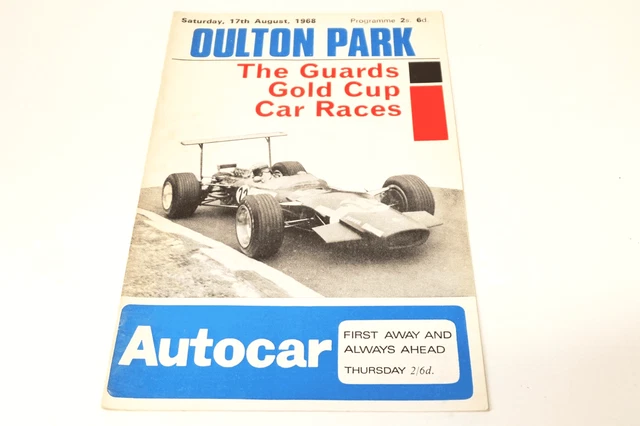 Saturday, 17th August, 1968 Programme 2s. 6d.
OULTON PARK
The Guards
Gold Cup
Car Races
22
Autocar
FIRST AWAY AND
ALWAYS AHEAD
THURSDAY 2/6d.